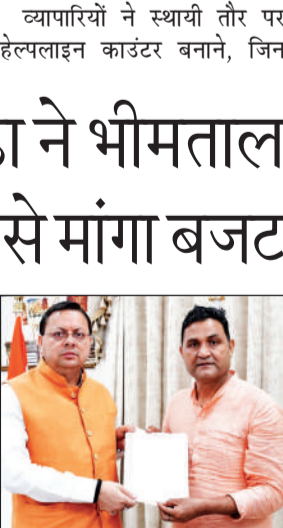 व्यापारियों ने स्थायी तौर पर
हेल्पलाइन काउंटर बनाने, जिन
ने भीमताल
से मांगा बजट